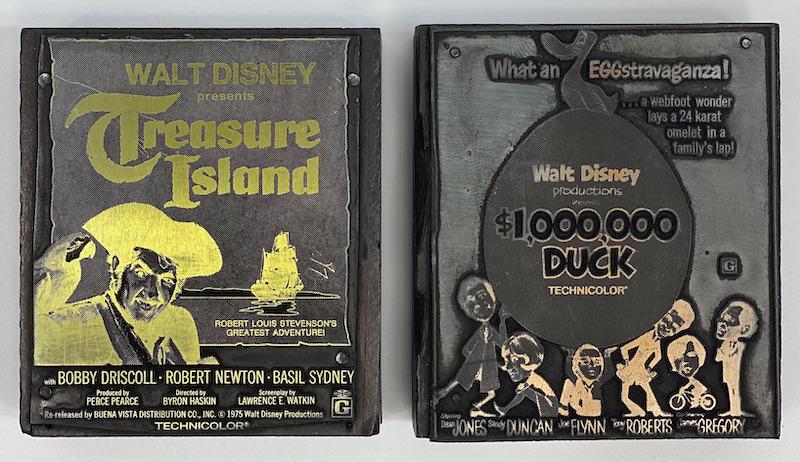 WALT DISNEY
presents
Treasure
Island
ROBERT LOUIS STEVENSON'S
GREATEST ADVENTURE!
with BOBBY DRISCOLL · ROBERT NEWTON · BASIL SYDNEY
Produced by PERCE PEARCE Directed by BYRON HASKIN Screenplay by LAWRENCE E. WATKIN
Re-released by BUENA VISTA DISTRIBUTION CO., INC. © 1975 Walt Disney Productions
G
TECHNICOLOR®
What an EGGstravaganza!
...a webfoot wonder
lays a 24 karat
omelet in a
family's lap!
Walt Disney
productions
presents
$1,000,000
DUCK
TECHNICOLOR®
G
Starring Dean JONES Sandy DUNCAN Joe FLYNN Tony ROBERTS James GREGORY